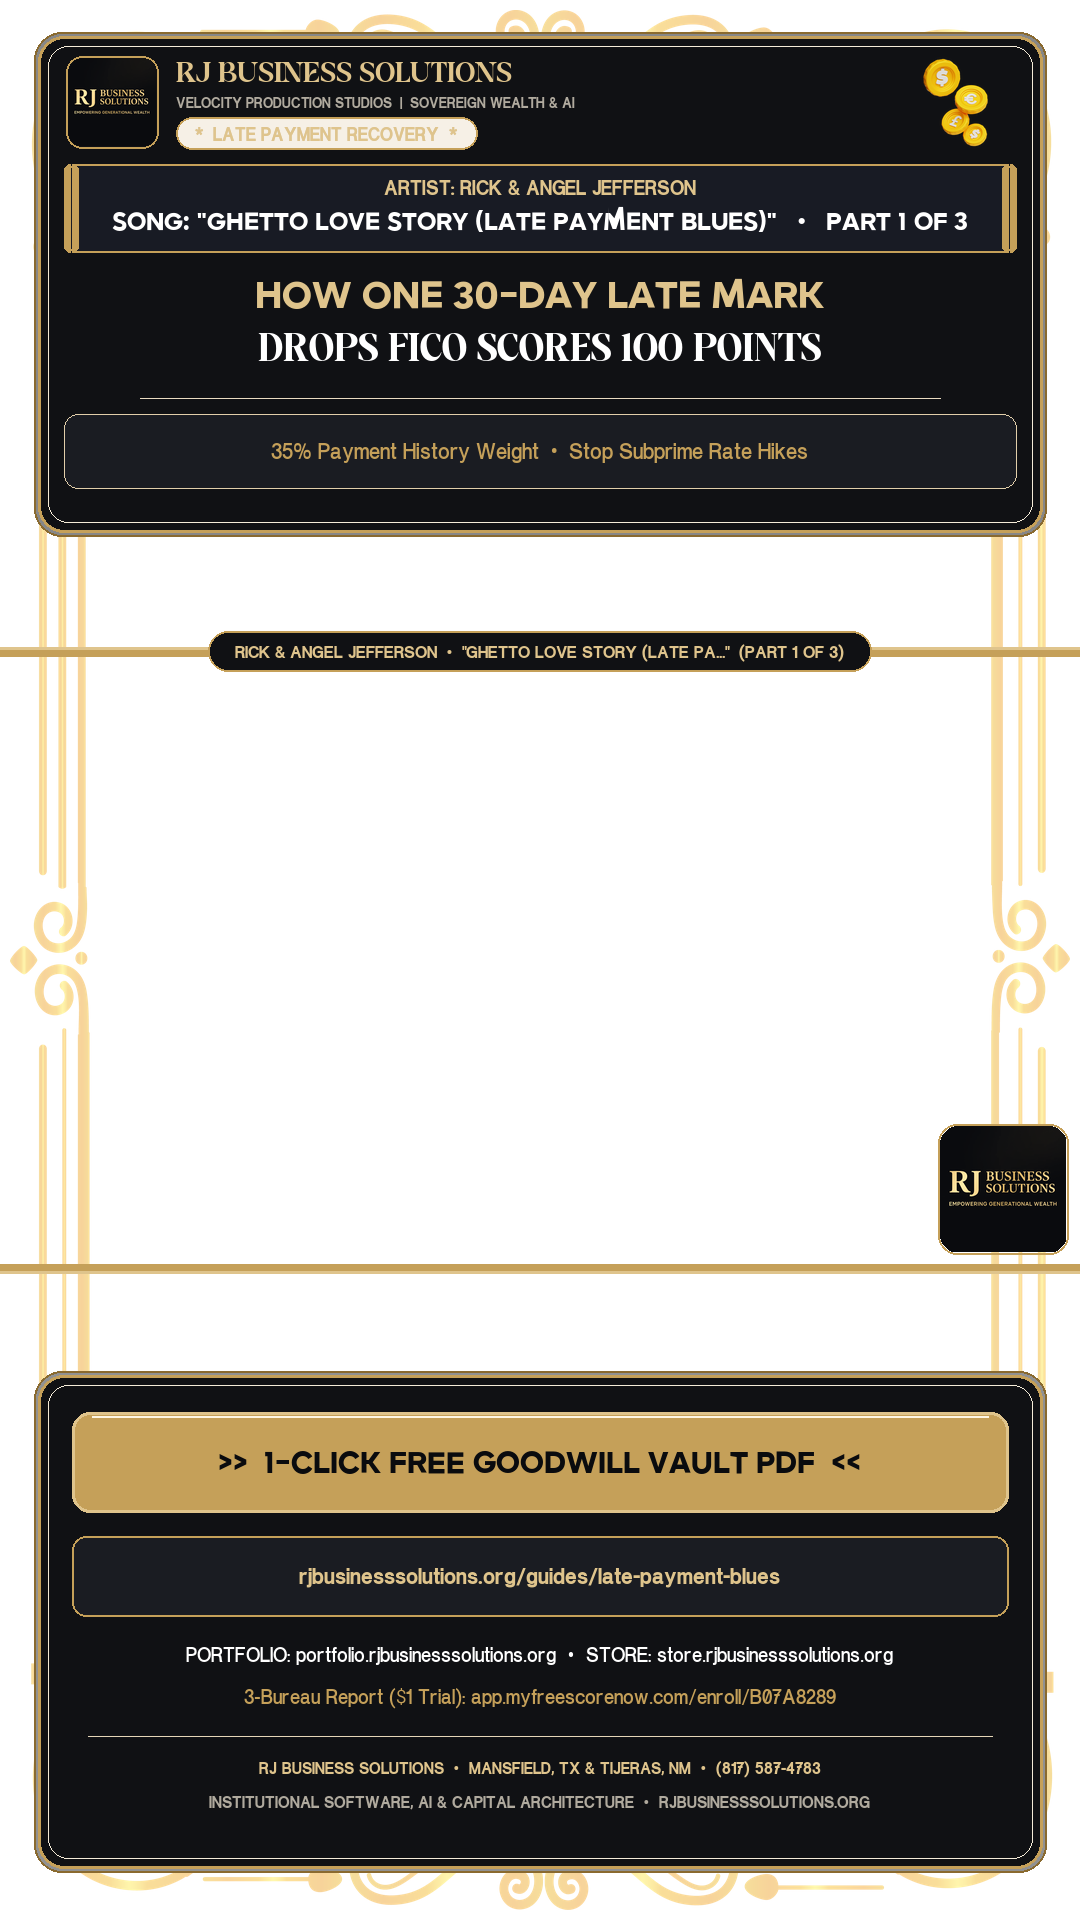 RJ BUSINESS SOLUTIONS
EMPOWERING GENERATIONAL WEALTH
RJ BUSINESS SOLUTIONS
VELOCITY PRODUCTION STUDIOS | SOVEREIGN WEALTH & AI
* LATE PAYMENT RECOVERY *
ARTIST: RICK & ANGEL JEFFERSON
SONG: "GHETTO LOVE STORY (LATE PAYMENT BLUES)" • PART 1 OF 3
HOW ONE 30-DAY LATE MARK
DROPS FICO SCORES 100 POINTS
35% Payment History Weight • Stop Subprime Rate Hikes
RICK & ANGEL JEFFERSON • "GHETTO LOVE STORY (LATE PA..." (PART 1 OF 3)
RJ BUSINESS SOLUTIONS
EMPOWERING GENERATIONAL WEALTH
>> 1-CLICK FREE GOODWILL VAULT PDF <<
rjbusinesssolutions.org/guides/late-payment-blues
PORTFOLIO: portfolio.rjbusinesssolutions.org • STORE: store.rjbusinesssolutions.org
3-Bureau Report ($1 Trial): app.myfreescorenow.com/enroll/B07A8289
RJ BUSINESS SOLUTIONS • MANSFIELD, TX & TIJERAS, NM • (817) 587-4783
INSTITUTIONAL SOFTWARE, AI & CAPITAL ARCHITECTURE • RJBUSINESSSOLUTIONS.ORG